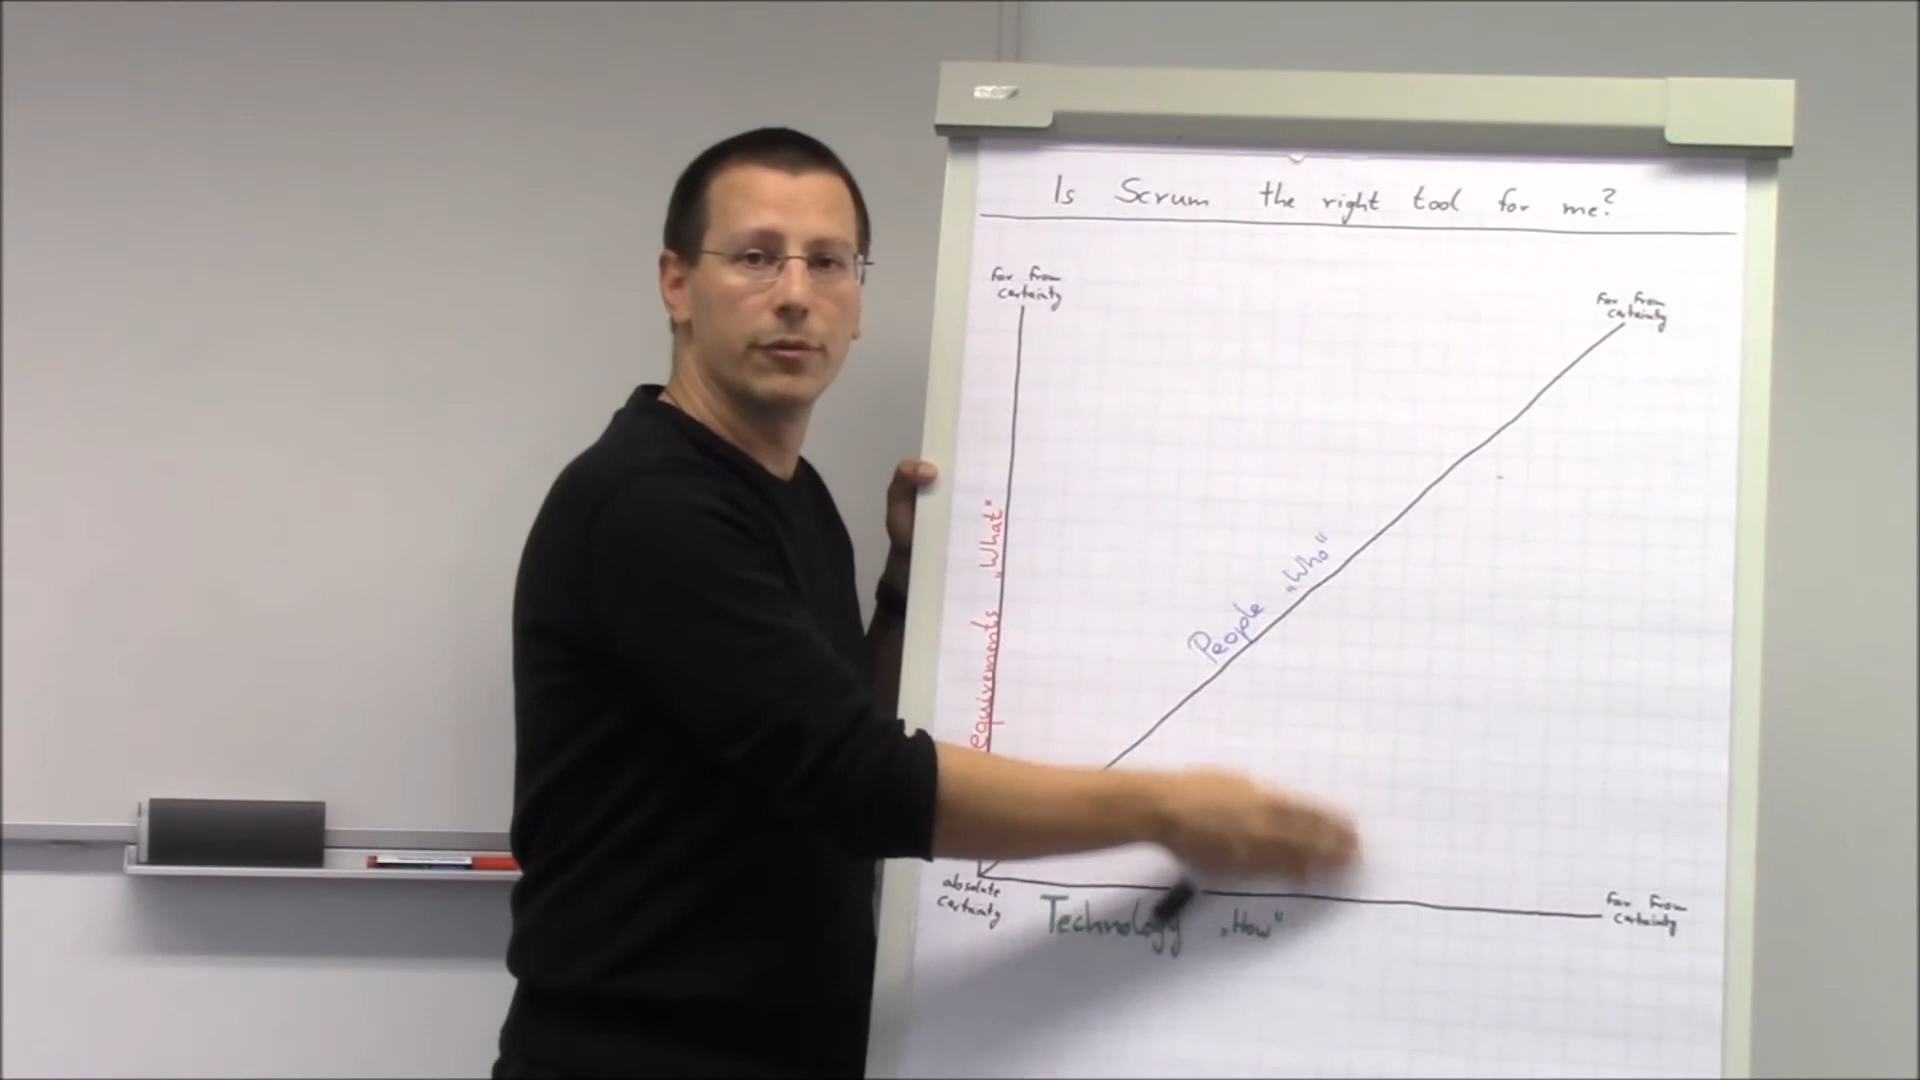 Is Scrum the right tool for me?
far from
certainty
far from
certainty
equirements „What"
People „Who"
absolute
certainty
Technology „How"
far from
certainty